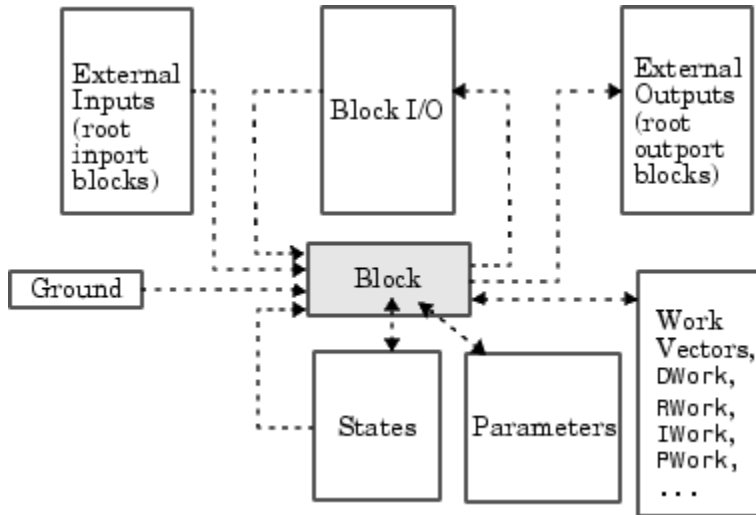 External
Inputs
(root
inport
blocks)
Block I/O
External
Outputs
(root
outport
blocks)
Ground
Block
States
Parameters
Work
Vectors,
DWork,
RWork,
IWork,
PWork,
...